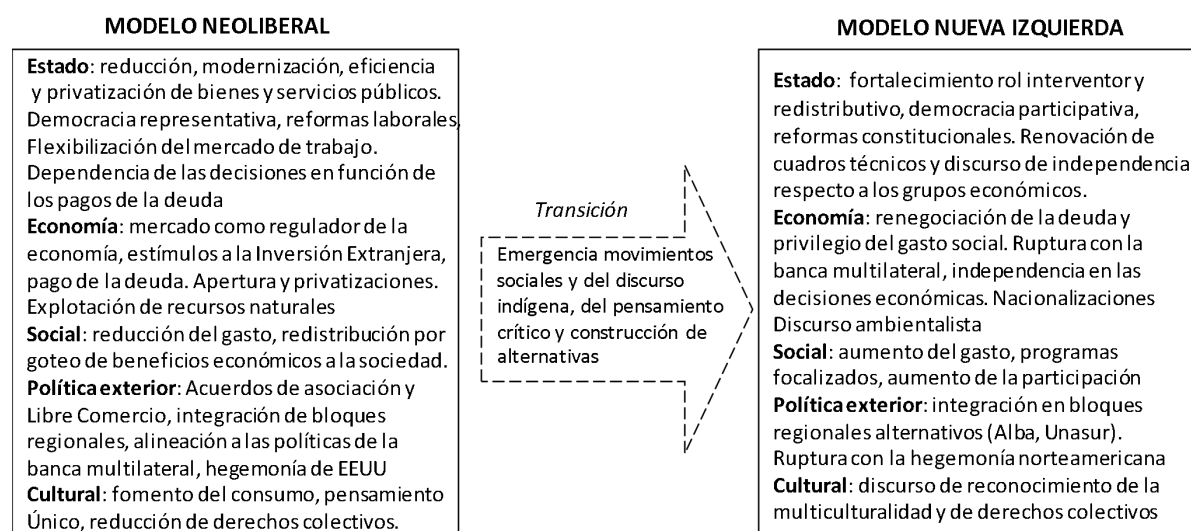 MODELO NEOLIBERAL
Estado: reducción, modernización, eficiencia
y privatización de bienes y servicios públicos.
Democracia representativa, reformas laborales,
Flexibilización del mercado de trabajo.
Dependencia de las decisiones en función de
los pagos de la deuda
Economía: mercado como regulador de la
economía, estímulos a la Inversión Extranjera,
pago de la deuda. Apertura y privatizaciones.
Explotación de recursos naturales
Social: reducción del gasto, redistribución por
goteo de beneficios económicos a la sociedad.
Política exterior: Acuerdos de asociación y
Libre Comercio, integración de bloques
regionales, alineación a las políticas de la
banca multilateral, hegemonía de EEUU
Cultural: fomento del consumo, pensamiento
Único, reducción de derechos colectivos.
Transición
Emergencia movimientos
sociales y del discurso
indígena, del pensamiento
crítico y construcción de
alternativas
MODELO NUEVA IZQUIERDA
Estado: fortalecimiento rol interventor y
redistributivo, democracia participativa,
reformas constitucionales. Renovación de
cuadros técnicos y discurso de independencia
respecto a los grupos económicos.
Economía: renegociación de la deuda y
privilegio del gasto social. Ruptura con la
banca multilateral, independencia en las
decisiones económicas. Nacionalizaciones
Discurso ambientalista
Social: aumento del gasto, programas
focalizados, aumento de la participación
Política exterior: integración en bloques
regionales alternativos (Alba, Unasur).
Ruptura con la hegemonía norteamericana
Cultural: discurso de reconocimiento de la
multiculturalidad y de derechos colectivos